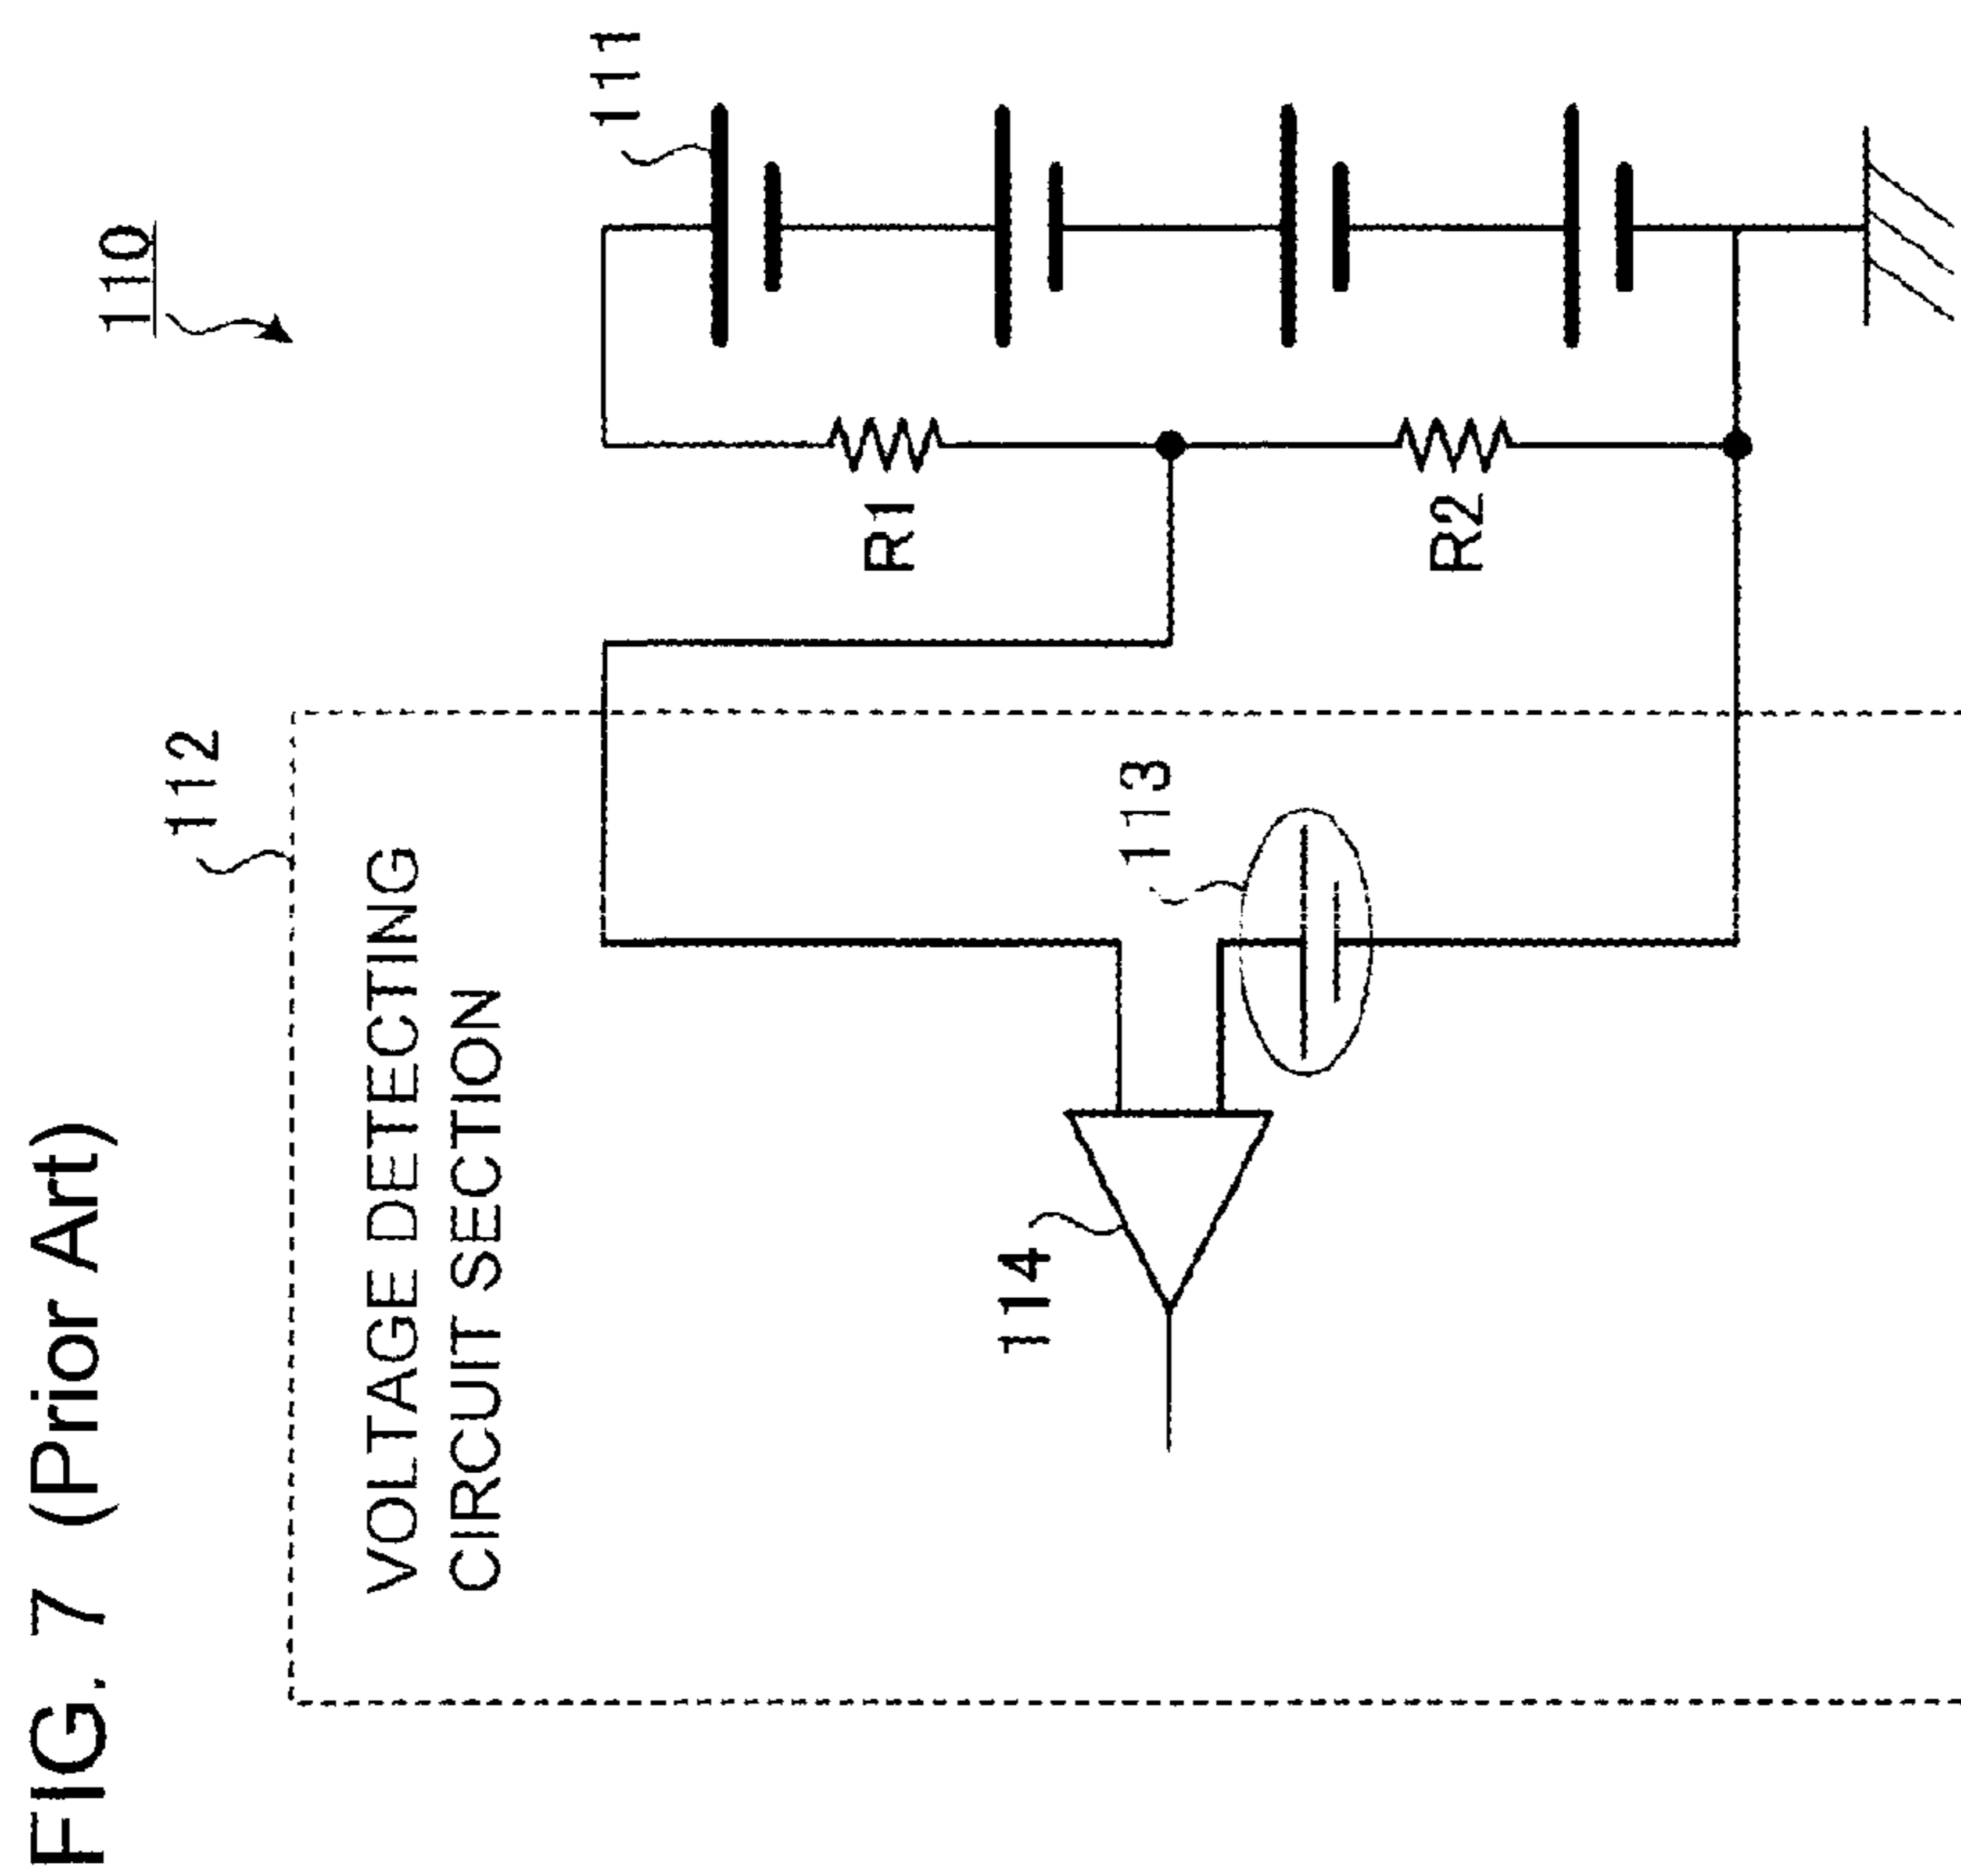 FIG. 7 (Prior Art)
110
112
VOLTAGE DETECTING
CIRCUIT SECTION
111
R1
R2
113
114